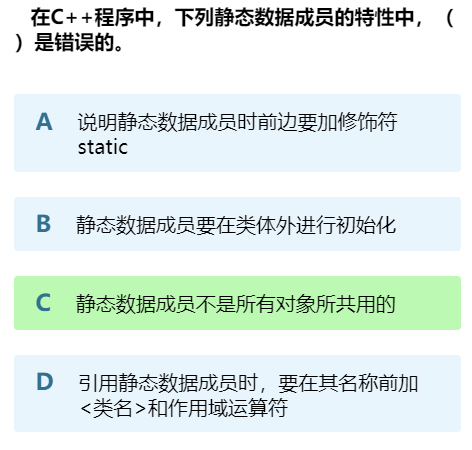 在C++程序中，下列静态数据成员的特性中，（
）是错误的。
A 说明静态数据成员时前边要加修饰符
static
B 静态数据成员要在类体外进行初始化
C 静态数据成员不是所有对象所共用的
D 引用静态数据成员时，要在其名称前加
<类名>和作用域运算符